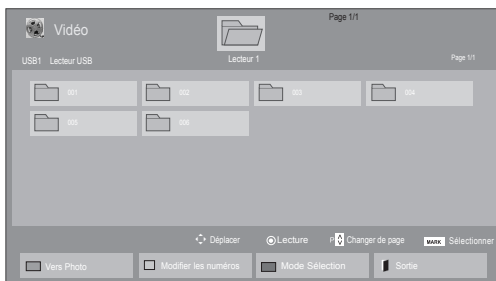 Page 1/1
Vidéo
USB1 Lecteur USB
Lecteur 1
Page 1/1
001 002 003 004
005 006
Déplacer Lecture P Changer de page MARK Sélectionner
Vers Photo Modifier les numéros Mode Sélection Sortie